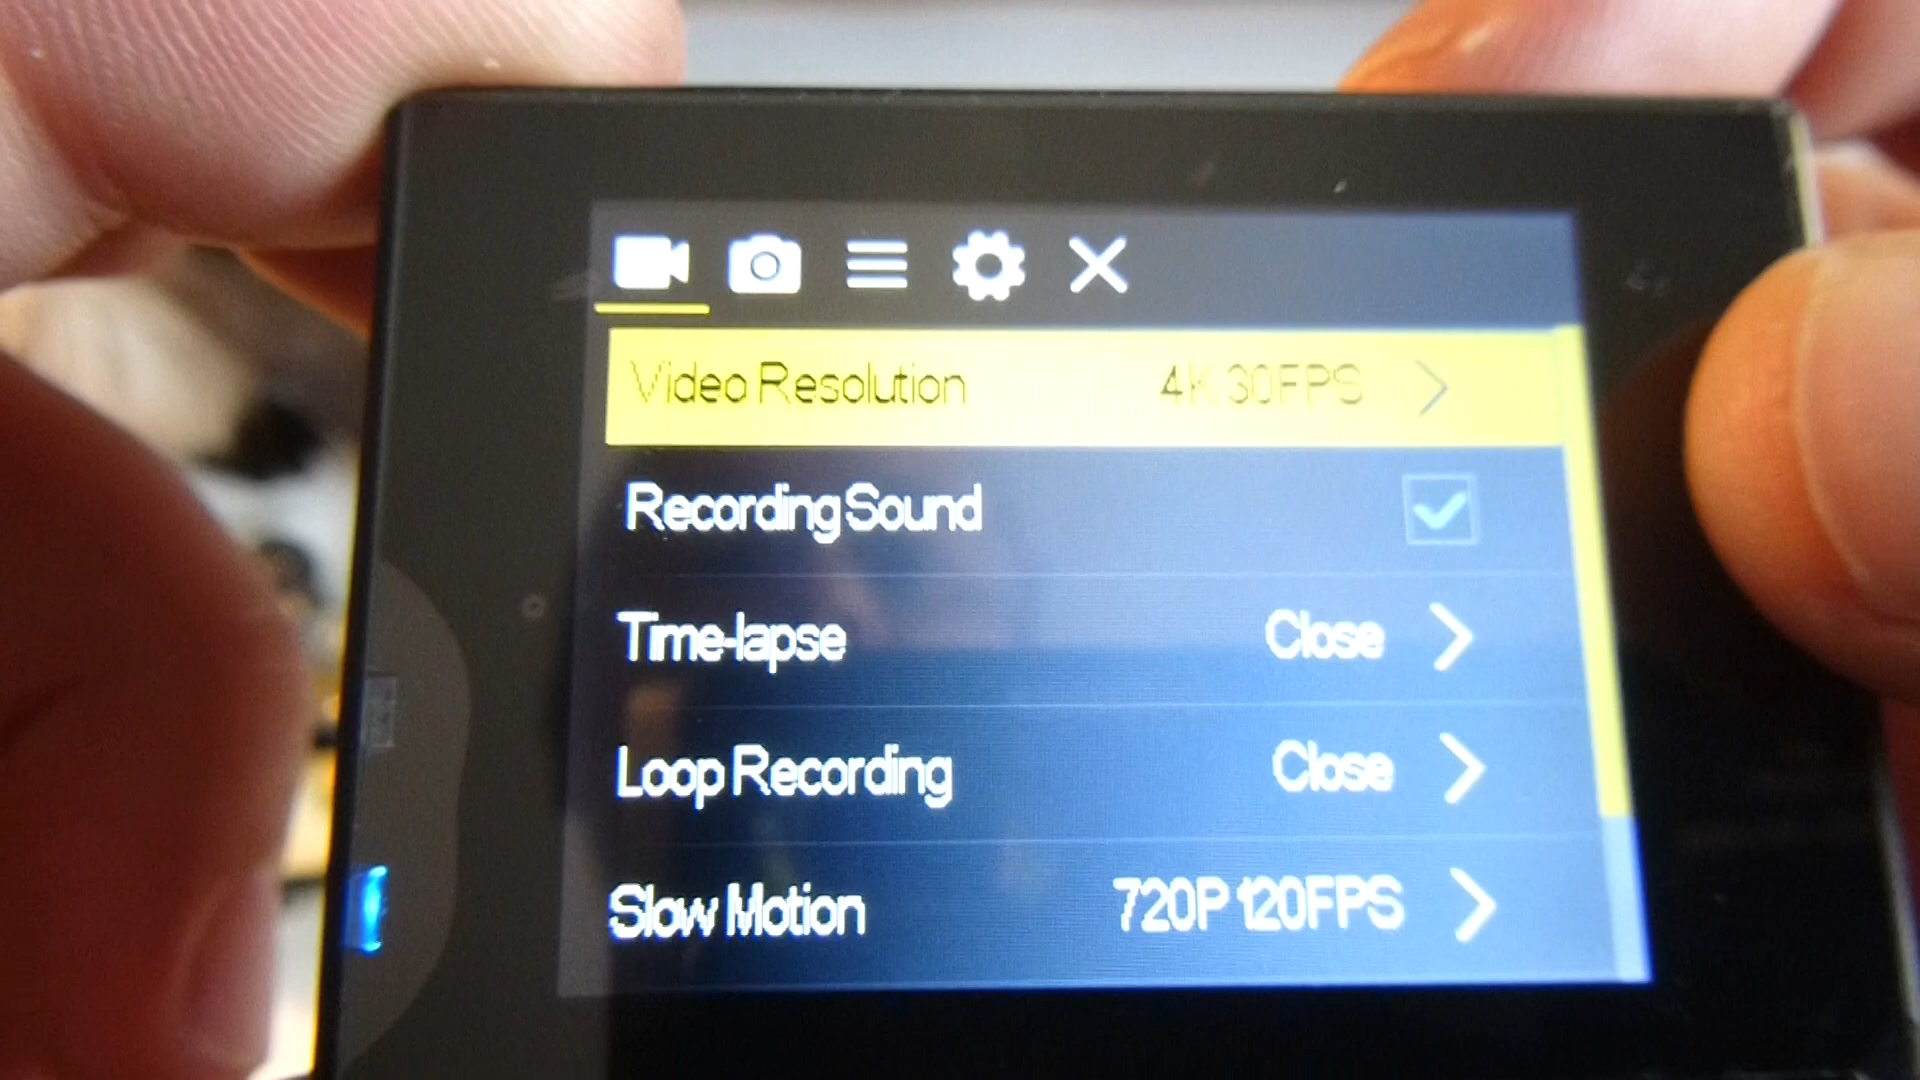 Video Resolution 4K 30FPS
Recording Sound
Time-lapse Close
Loop Recording Close
Slow Motion 720P 120FPS